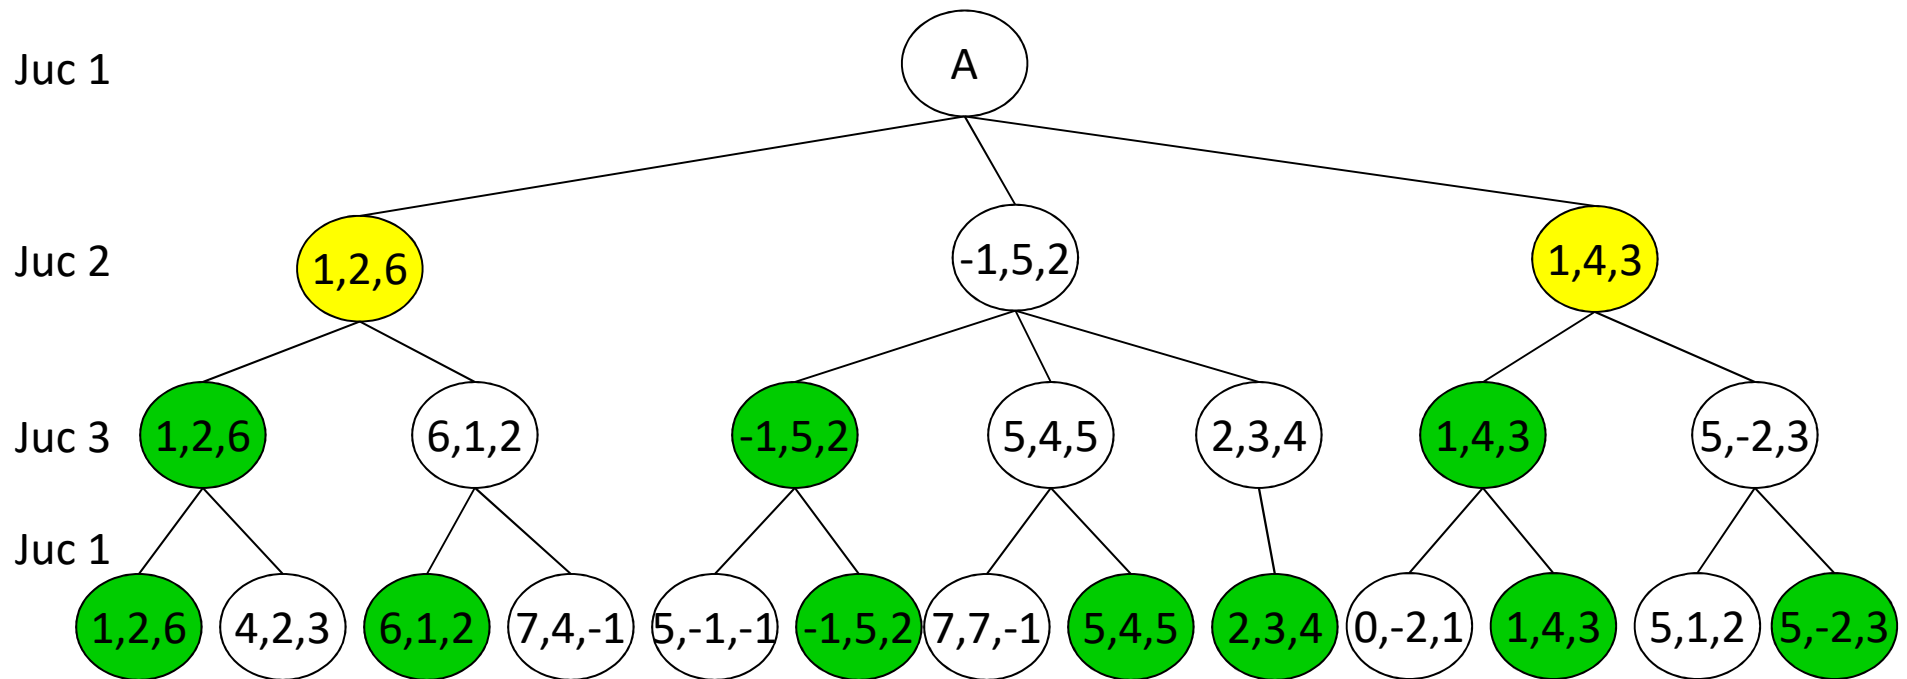 Juc 1 A
Juc 2 1,2,6 -1,5,2 1,4,3
Juc 3 1,2,6 6,1,2 -1,5,2 5,4,5 2,3,4 1,4,3 5,-2,3
Juc 1
1,2,6 4,2,3 6,1,2 7,4,-1 5,-1,-1 -1,5,2 7,7,-1 5,4,5 2,3,4 0,-2,1 1,4,3 5,1,2 5,-2,3